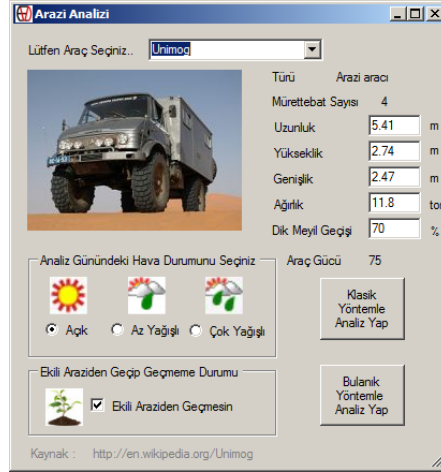 Arazi Analizi
Lütfen Araç Seçiniz.. Unimog
Türü Arazi aracı
Mürettebat Sayısı 4
Uzunluk 5.41 m
Yükseklik 2.74 m
Genişlik 2.47 m
Ağırlık 11.8 ton
Dik Meyil Geçişi 70 %
Analiz Günündeki Hava Durumunu Seçiniz Araç Gücü 75
Açık Az Yağışlı Çok Yağışlı
Klasik
Yöntemle
Analiz Yap
Ekili Araziden Geçip Geçmeme Durumu
Ekili Araziden Geçmesin
Bulanık
Yöntemle
Analiz Yap
Kaynak : http://en.wikipedia.org/Unimog